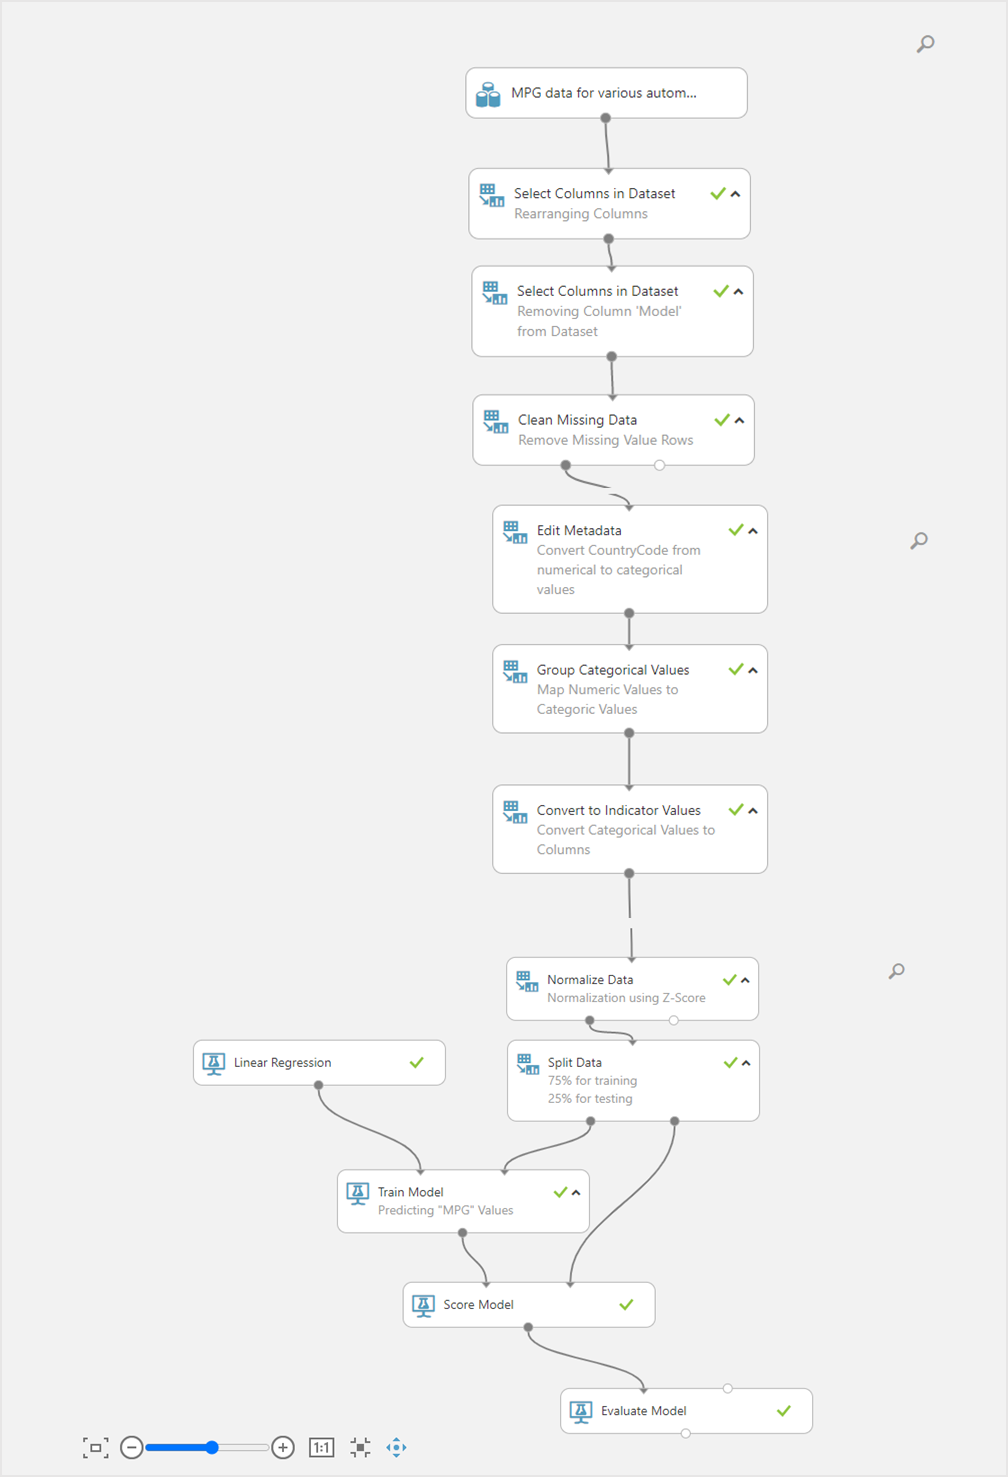 MPG data for various autom...
Select Columns in Dataset
Rearranging Columns
Select Columns in Dataset
Removing Column 'Model'
from Dataset
Clean Missing Data
Remove Missing Value Rows
Edit Metadata
Convert CountryCode from
numerical to categorical
values
Group Categorical Values
Map Numeric Values to
Categoric Values
Convert to Indicator Values
Convert Categorical Values to
Columns
Normalize Data
Normalization using Z-Score
Linear Regression
Split Data
75% for training
25% for testing
Train Model
Predicting "MPG" Values
Score Model
Evaluate Model
1:1